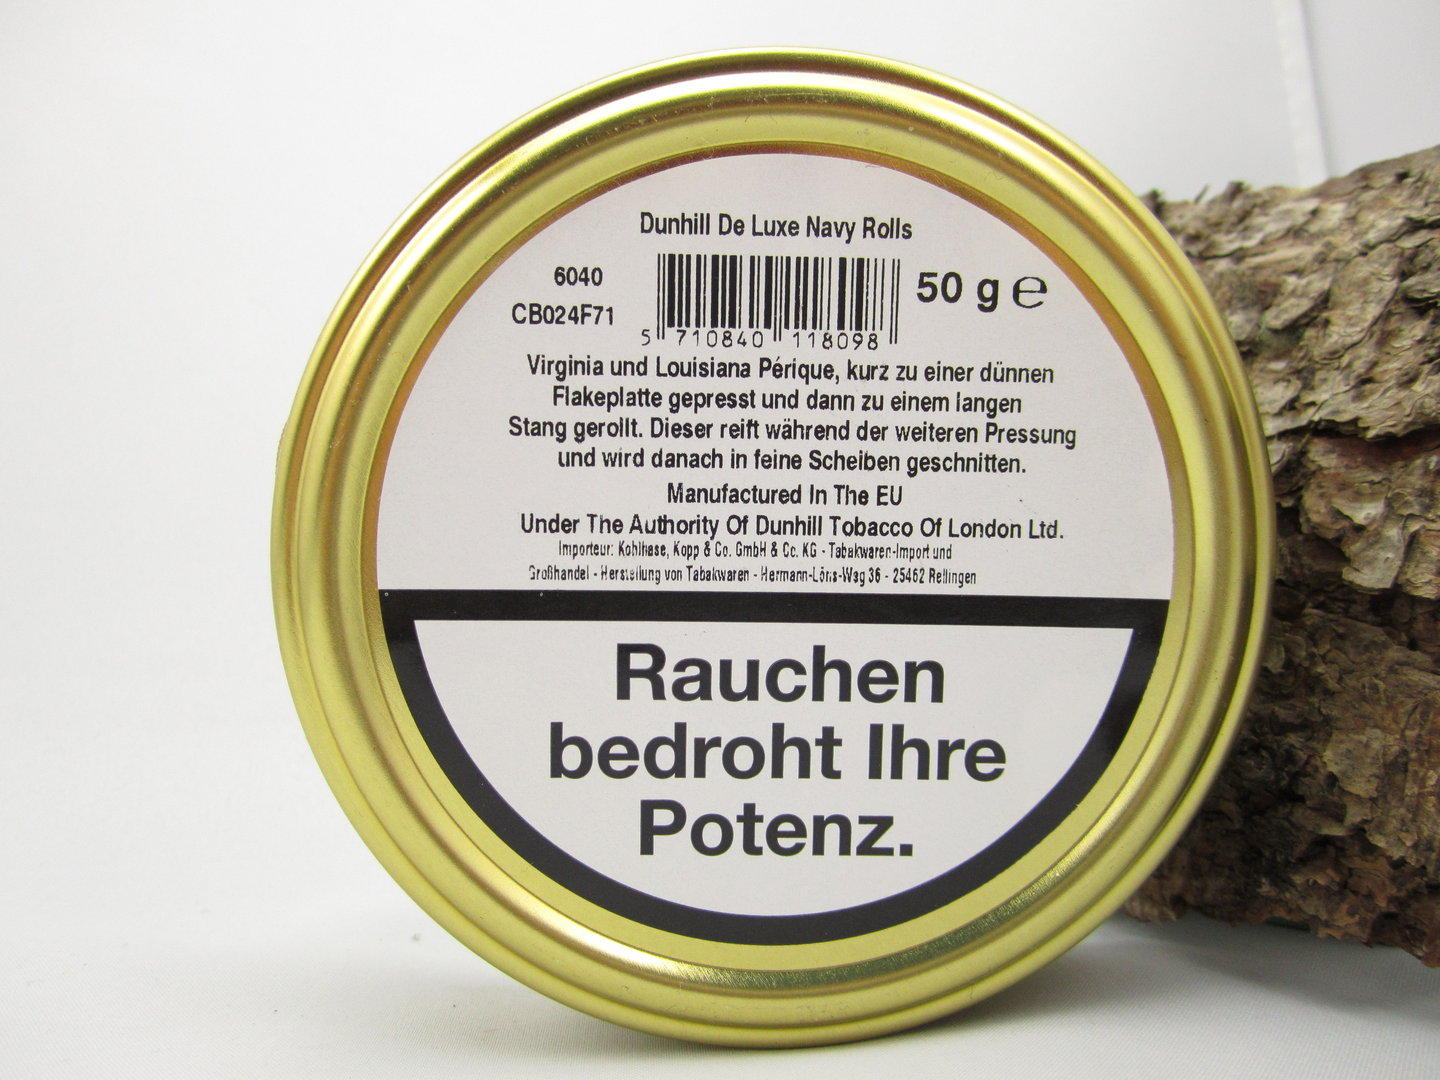 Dunhill De Luxe Navy Rolls
6040
CB024F71
50 g e
5 710840 118098
Virginia und Louisiana Périque, kurz zu einer dünnen
Flakeplatte gepresst und dann zu einem langen
Stang gerollt. Dieser reift während der weiteren Pressung
und wird danach in feine Scheiben geschnitten.
Manufactured In The EU
Under The Authority Of Dunhill Tobacco Of London Ltd.
Importeur: Kohlhase, Kopp & Co. GmbH & Co. KG - Tabakwaren-Import und
Großhandel - Herstellung von Tabakwaren - Hermann-Löns-Weg 36 - 25462 Rellingen
Rauchen
bedroht Ihre
Potenz.